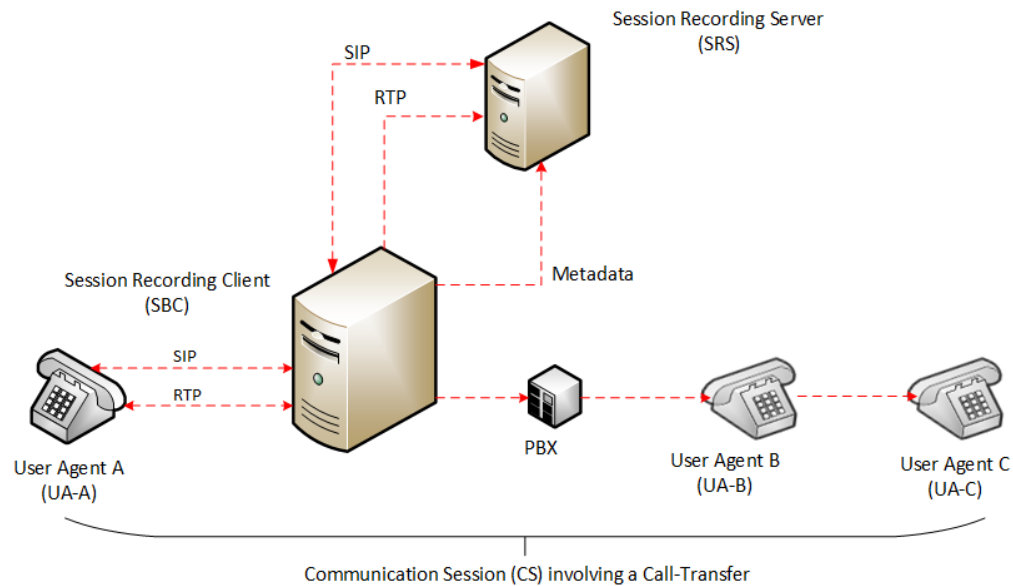 Session Recording Server
(SRS)
SIP
RTP
Session Recording Client
(SBC)
Metadata
SIP
RTP
PBX
User Agent A
(UA-A)
User Agent B
(UA-B)
User Agent C
(UA-C)
Communication Session (CS) involving a Call-Transfer